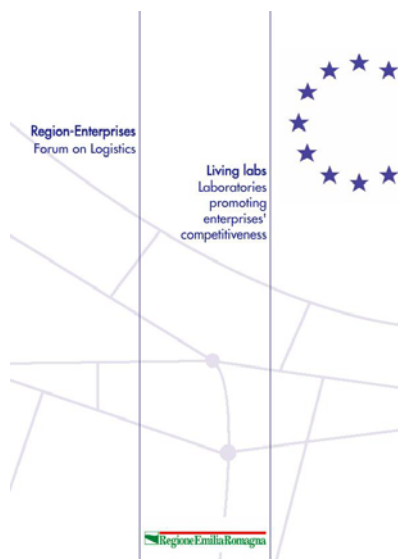 Region-Enterprises
Forum on Logistics
Living labs
Laboratories
promoting
enterprises'
competitiveness
RegioneEmiliaRomagna